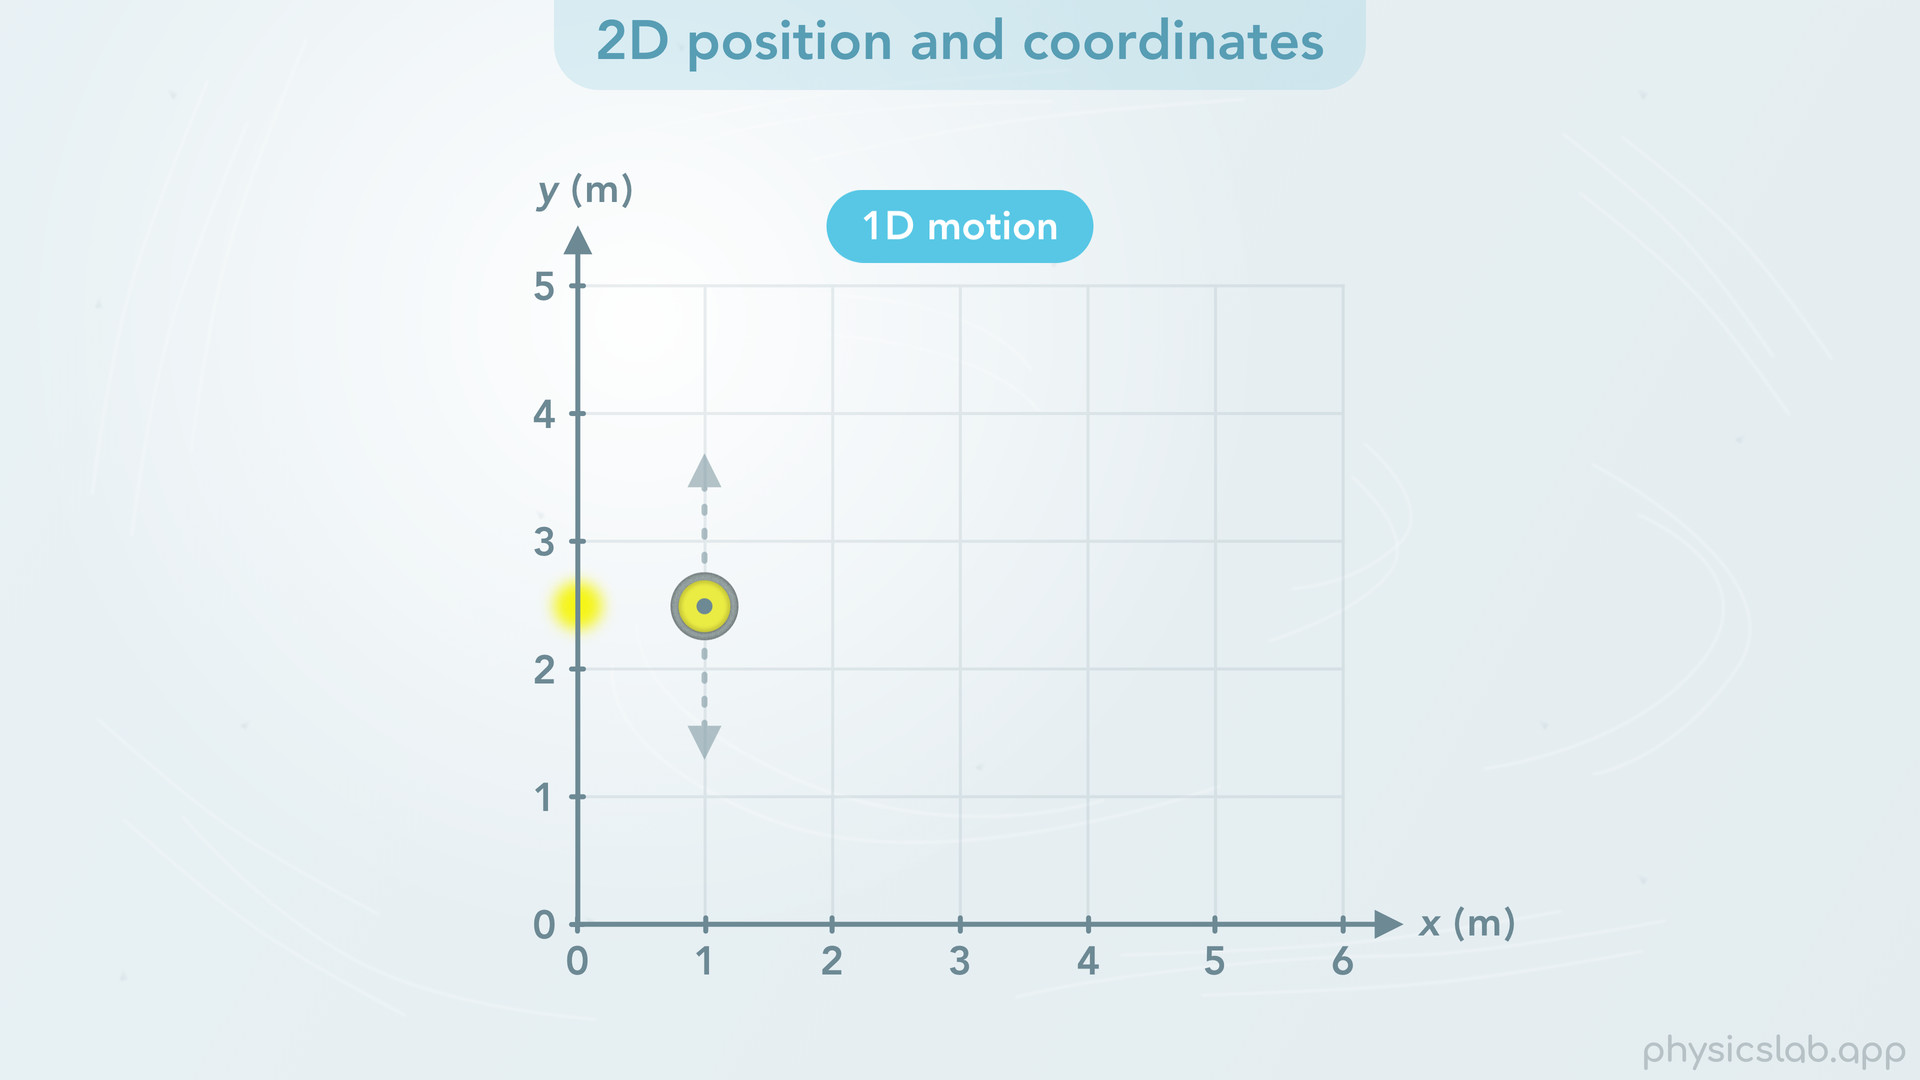 2D position and coordinates
y (m)
1D motion
5
4
3
2
1
0
0 1 2 3 4 5 6
x (m)
physicslab.app